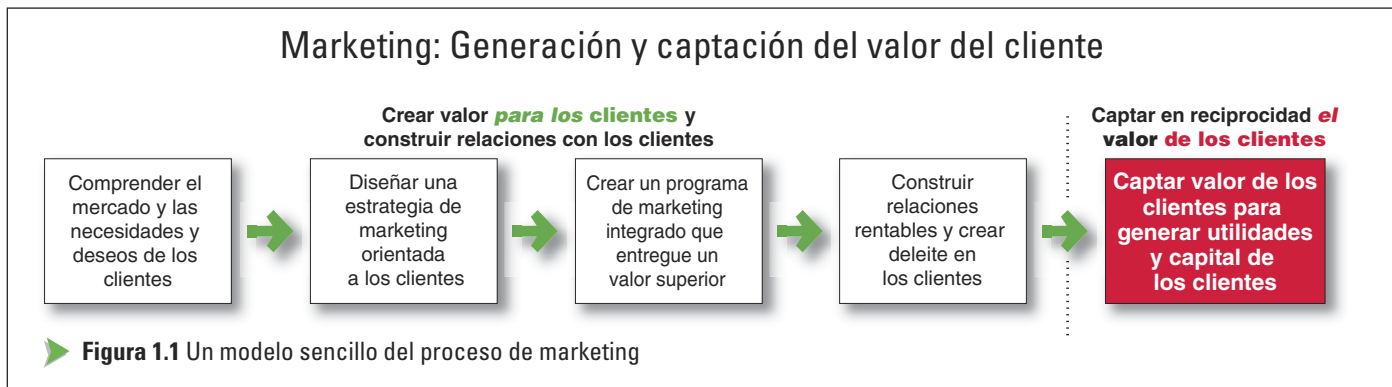 Marketing: Generación y captación del valor del cliente
Crear valor para los clientes y
construir relaciones con los clientes
Captar en reciprocidad el
valor de los clientes
Comprender el
mercado y las
necesidades y
deseos de los
clientes
Diseñar una
estrategia de
marketing
orientada
a los clientes
Crear un programa
de marketing
integrado que
entregue un
valor superior
Construir
relaciones
rentables y crear
deleite en
los clientes
Captar valor de los
clientes para
generar utilidades
y capital de
los clientes
Figura 1.1 Un modelo sencillo del proceso de marketing